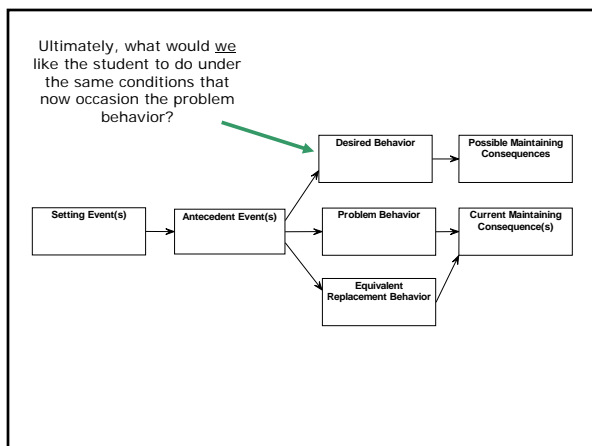 Ultimately, what would we
like the student to do under
the same conditions that
now occasion the problem
behavior?
Desired Behavior
Possible Maintaining
Consequences
Setting Event(s)
Antecedent Event(s)
Problem Behavior
Current Maintaining
Consequence(s)
Equivalent
Replacement Behavior